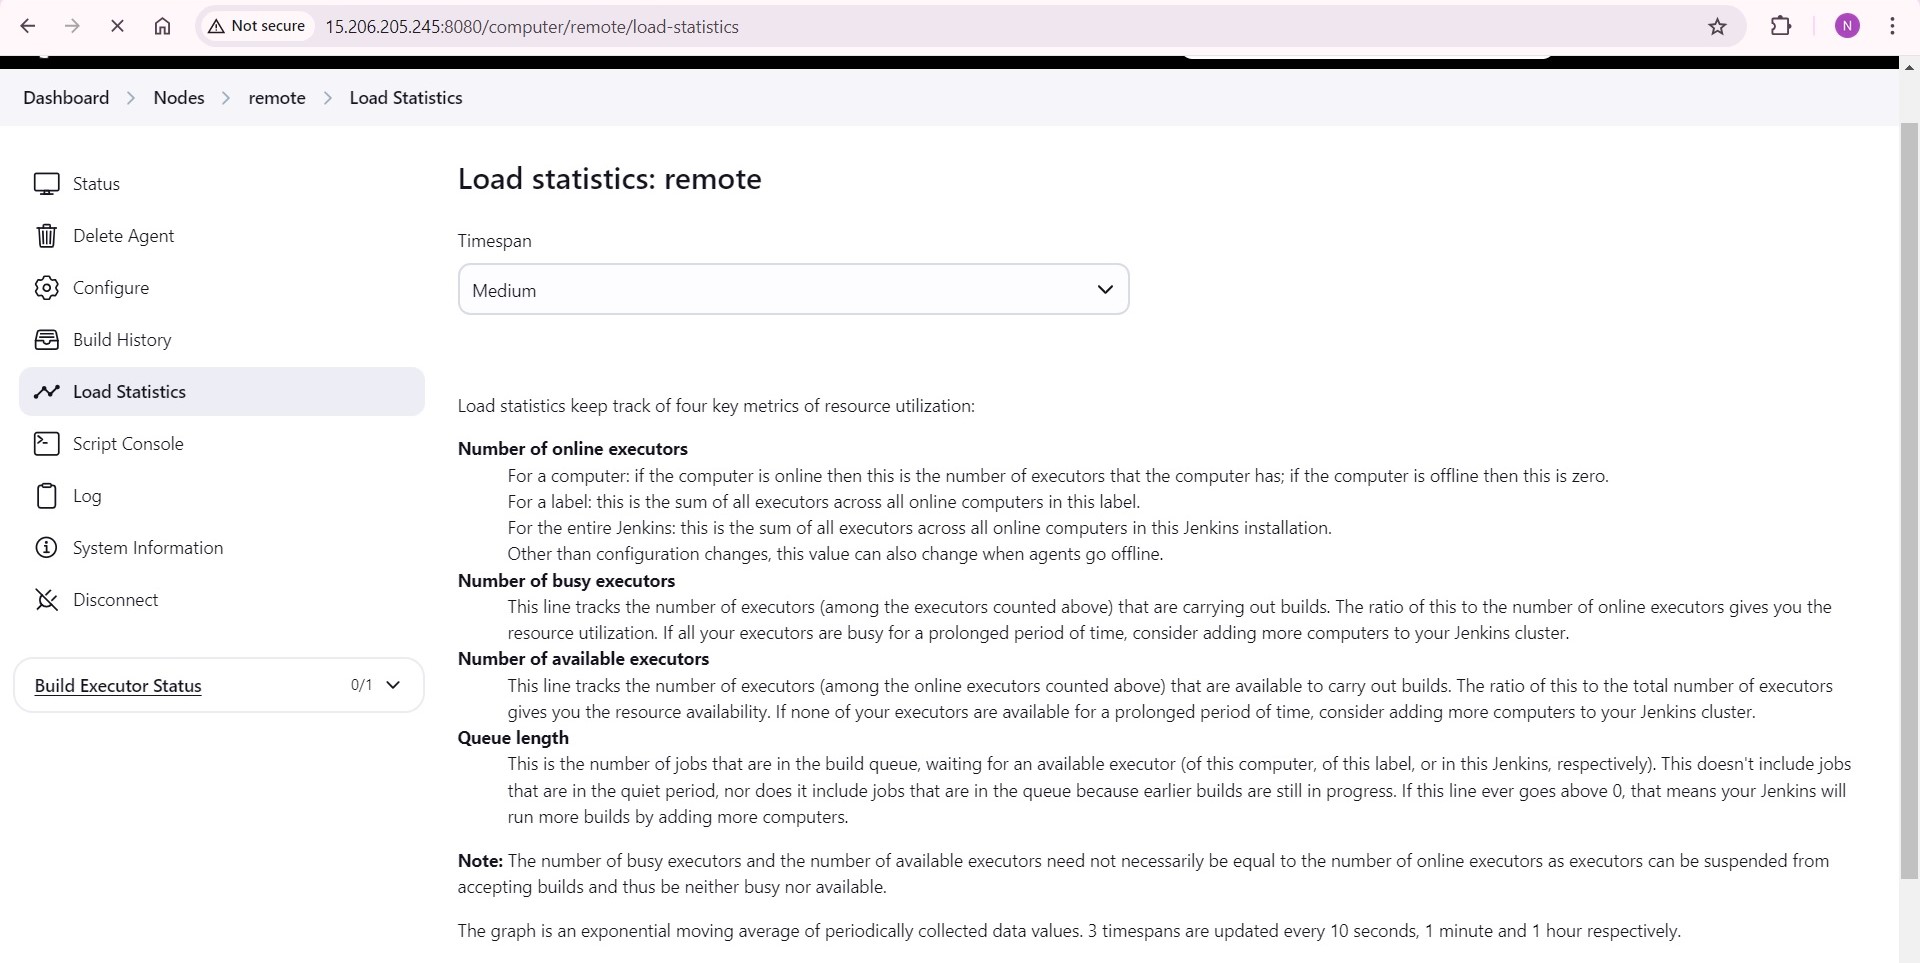 Not secure
15.206.205.245:8080/computer/remote/load-statistics
N
Dashboard > Nodes > remote > Load Statistics
Status
Delete Agent
Configure
Build History
Load Statistics
Script Console
Log
System Information
Disconnect
Build Executor Status 0/1
Load statistics: remote
Timespan
Medium
Load statistics keep track of four key metrics of resource utilization:
Number of online executors
For a computer: if the computer is online then this is the number of executors that the computer has; if the computer is offline then this is zero.
For a label: this is the sum of all executors across all online computers in this label.
For the entire Jenkins: this is the sum of all executors across all online computers in this Jenkins installation.
Other than configuration changes, this value can also change when agents go offline.
Number of busy executors
This line tracks the number of executors (among the executors counted above) that are carrying out builds. The ratio of this to the number of online executors gives you the
resource utilization. If all your executors are busy for a prolonged period of time, consider adding more computers to your Jenkins cluster.
Number of available executors
This line tracks the number of executors (among the online executors counted above) that are available to carry out builds. The ratio of this to the total number of executors
gives you the resource availability. If none of your executors are available for a prolonged period of time, consider adding more computers to your Jenkins cluster.
Queue length
This is the number of jobs that are in the build queue, waiting for an available executor (of this computer, of this label, or in this Jenkins, respectively). This doesn't include jobs
that are in the quiet period, nor does it include jobs that are in the queue because earlier builds are still in progress. If this line ever goes above 0, that means your Jenkins will
run more builds by adding more computers.
Note: The number of busy executors and the number of available executors need not necessarily be equal to the number of online executors as executors can be suspended from
accepting builds and thus be neither busy nor available.
The graph is an exponential moving average of periodically collected data values. 3 timespans are updated every 10 seconds, 1 minute and 1 hour respectively.